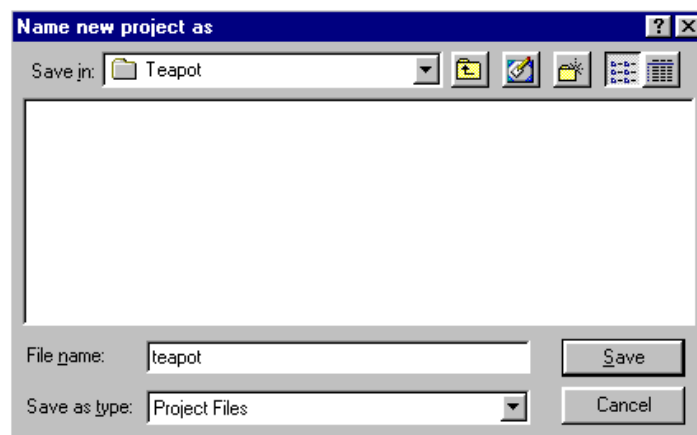 Name new project as
Save in: Teapot
File name: teapot Save
Save as type: Project Files Cancel